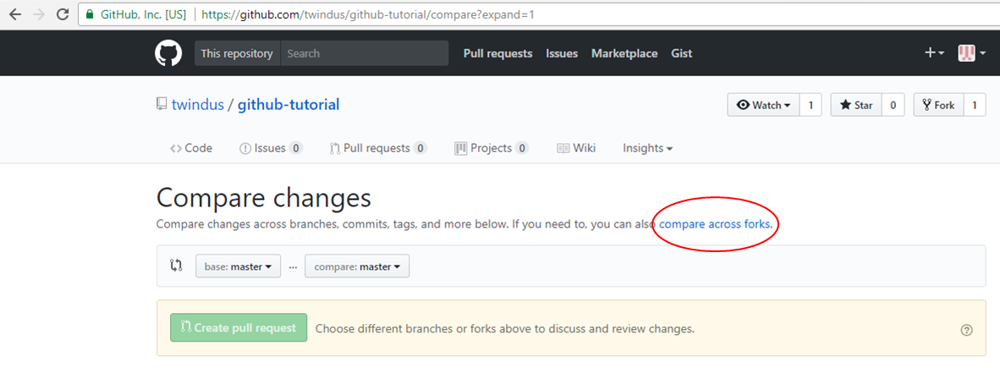 GitHub, Inc. [US] https://github.com/twindus/github-tutorial/compare?expand=1
This repository Search Pull requests Issues Marketplace Gist
twindus / github-tutorial Watch 1 Star 0 Fork 1
Code Issues 0 Pull requests 0 Projects 0 Wiki Insights
Compare changes
Compare changes across branches, commits, tags, and more below. If you need to, you can also compare across forks.
base: master ... compare: master
Create pull request Choose different branches or forks above to discuss and review changes.